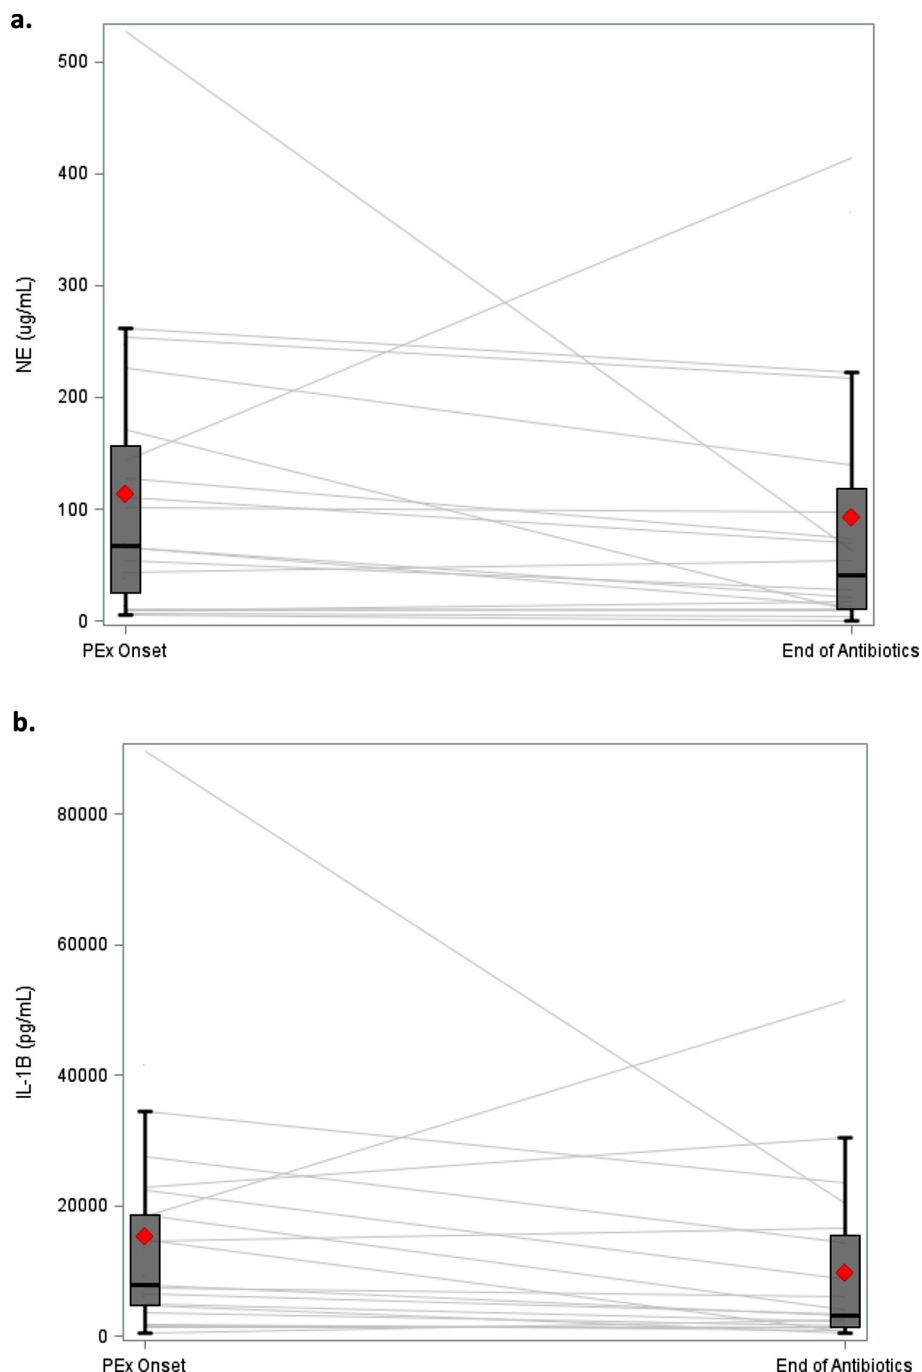 a.
500
400
300
200
100
0
NE (ug/mL)
PEx Onset
End of Antibiotics
b.
80000
60000
40000
20000
0
IL-1B (pg/mL)
PEx Onset
End of Antibiotics